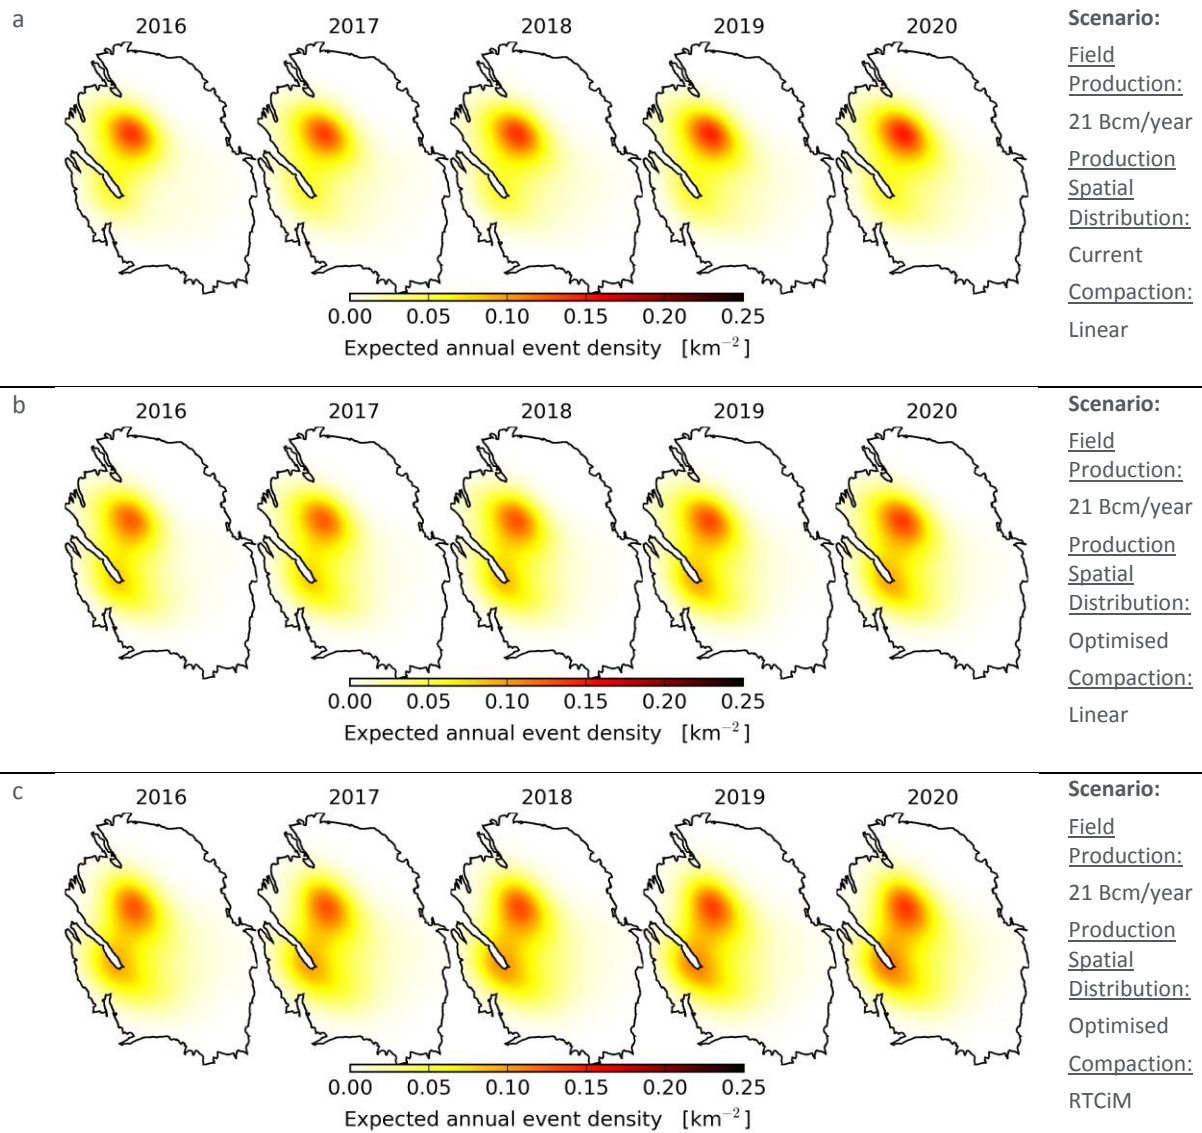 a
2016 2017 2018 2019 2020
0.00 0.05 0.10 0.15 0.20 0.25
Expected annual event density [km⁻²]
Scenario:
Field
Production:
21 Bcm/year
Production
Spatial
Distribution:
Current
Compaction:
Linear
b
2016 2017 2018 2019 2020
0.00 0.05 0.10 0.15 0.20 0.25
Expected annual event density [km⁻²]
Scenario:
Field
Production:
21 Bcm/year
Production
Spatial
Distribution:
Optimised
Compaction:
Linear
c
2016 2017 2018 2019 2020
0.00 0.05 0.10 0.15 0.20 0.25
Expected annual event density [km⁻²]
Scenario:
Field
Production:
21 Bcm/year
Production
Spatial
Distribution:
Optimised
Compaction:
RTCiM